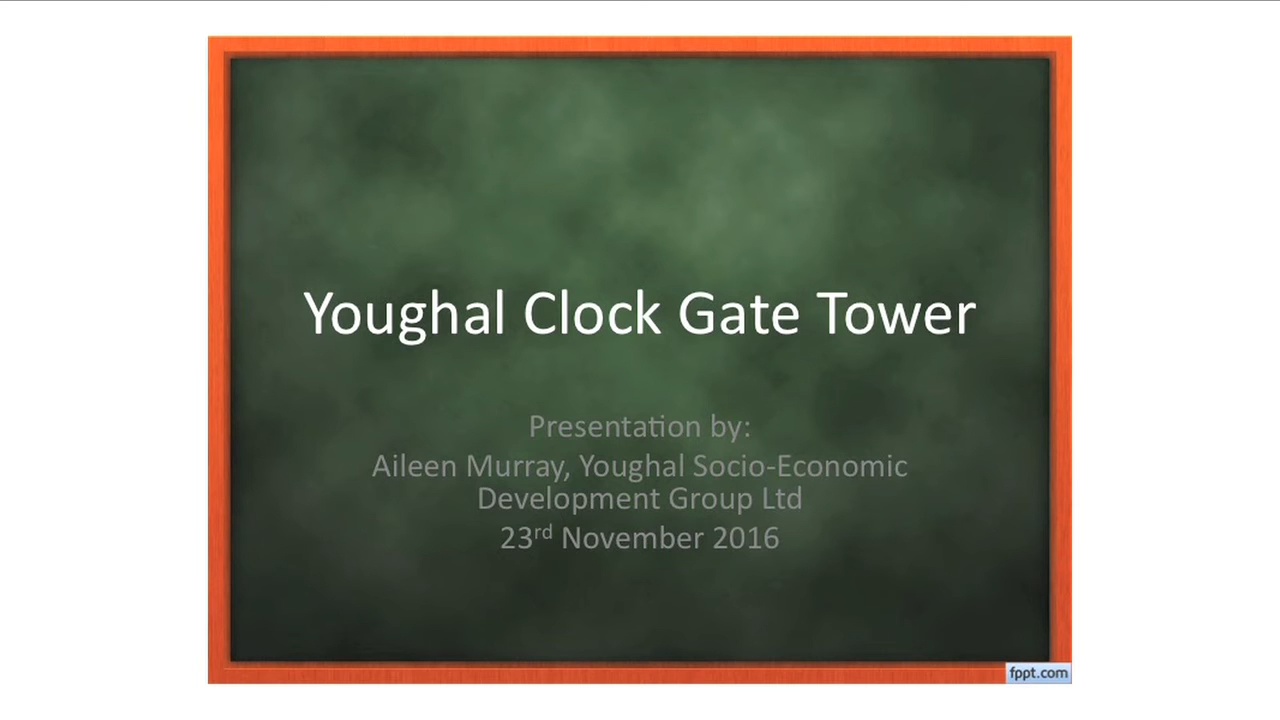 Youghal Clock Gate Tower
Presentation by:
Aileen Murray, Youghal Socio-Economic
Development Group Ltd
23rd November 2016
fppt.com